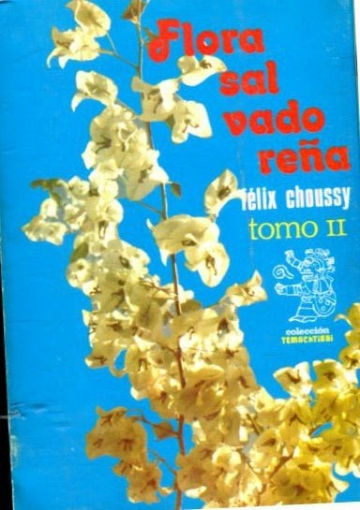 Flora
sal
vado
reña
félix choussy
tomo II
colección
TEMACHTIANI